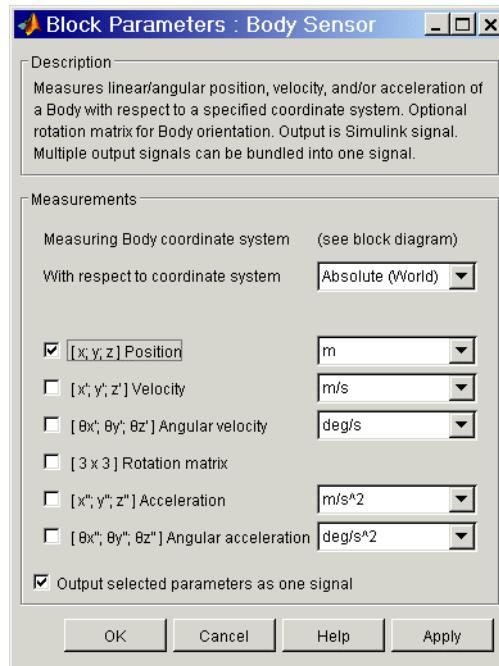 Block Parameters : Body Sensor
Description
Measures linear/angular position, velocity, and/or acceleration of
a Body with respect to a specified coordinate system. Optional
rotation matrix for Body orientation. Output is Simulink signal.
Multiple output signals can be bundled into one signal.
Measurements
Measuring Body coordinate system (see block diagram)
With respect to coordinate system Absolute (World)
[ x; y; z ] Position m
[ x'; y'; z' ] Velocity m/s
[ θx'; θy'; θz' ] Angular velocity deg/s
[ 3 x 3 ] Rotation matrix
[ x"; y"; z" ] Acceleration m/s^2
[ θx"; θy"; θz" ] Angular acceleration deg/s^2
Output selected parameters as one signal
OK Cancel Help Apply